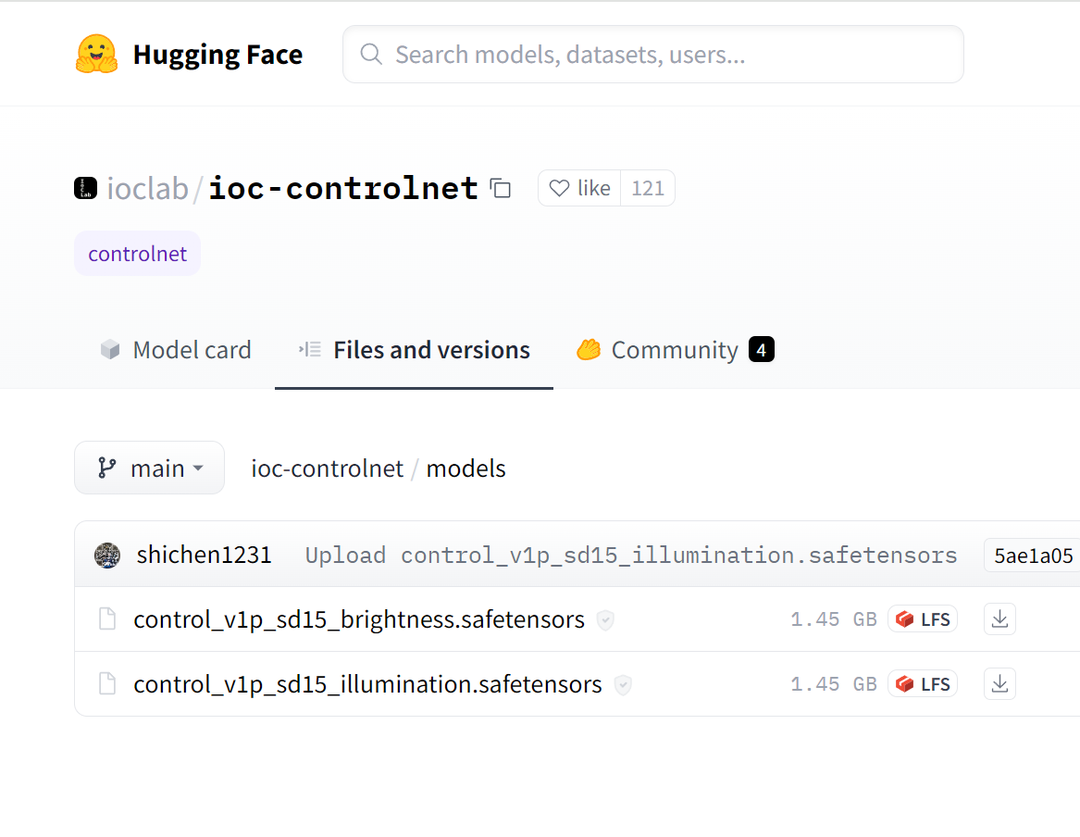 Hugging Face Search models, datasets, users...
ioclab/ioc-controlnet like 121
controlnet
Model card Files and versions Community 4
main ioc-controlnet / models
shichen1231 Upload control_v1p_sd15_illumination.safetensors 5ae1a05
control_v1p_sd15_brightness.safetensors 1.45 GB LFS
control_v1p_sd15_illumination.safetensors 1.45 GB LFS